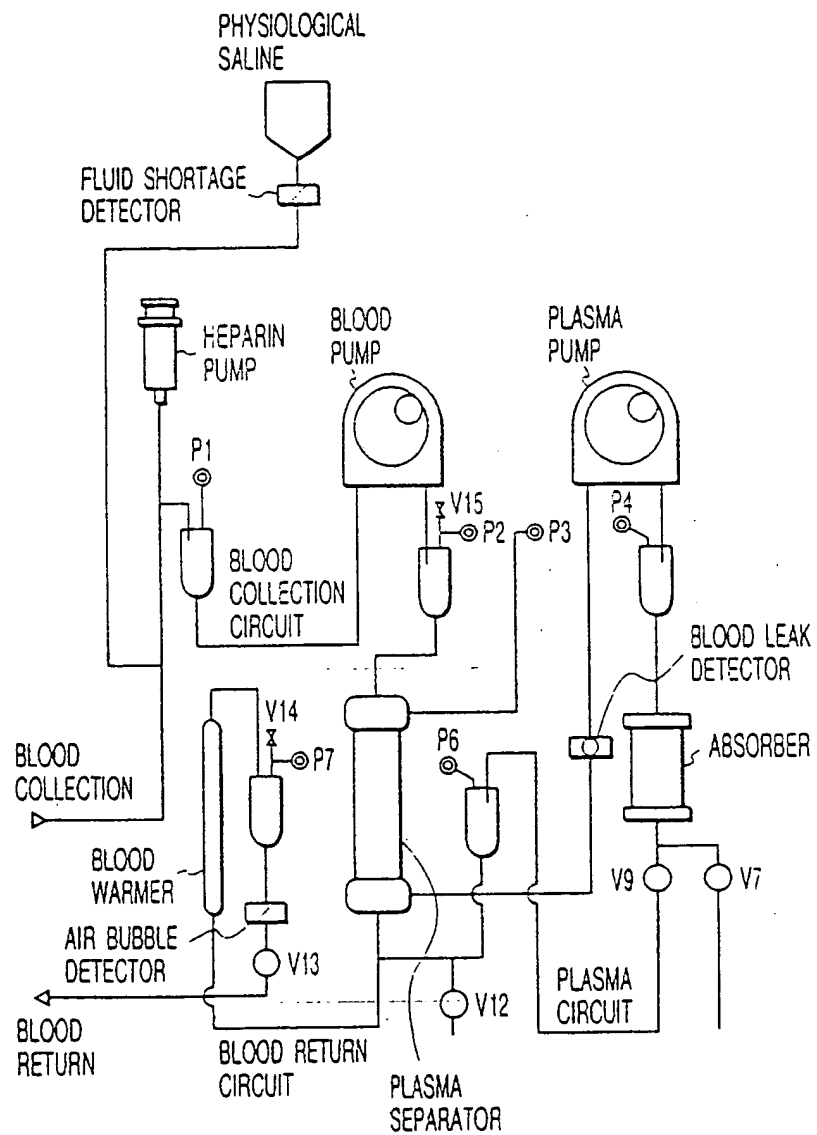 PHYSIOLOGICAL
SALINE
FLUID SHORTAGE
DETECTOR
HEPARIN
PUMP
BLOOD
PUMP
PLASMA
PUMP
P1
V15
P2
P3
P4
BLOOD
COLLECTION
CIRCUIT
BLOOD LEAK
DETECTOR
V14
P7
P6
ABSORBER
BLOOD
COLLECTION
BLOOD
WARMER
V9
V7
AIR BUBBLE
DETECTOR
V13
V12
PLASMA
CIRCUIT
BLOOD
RETURN
BLOOD RETURN
CIRCUIT
PLASMA
SEPARATOR